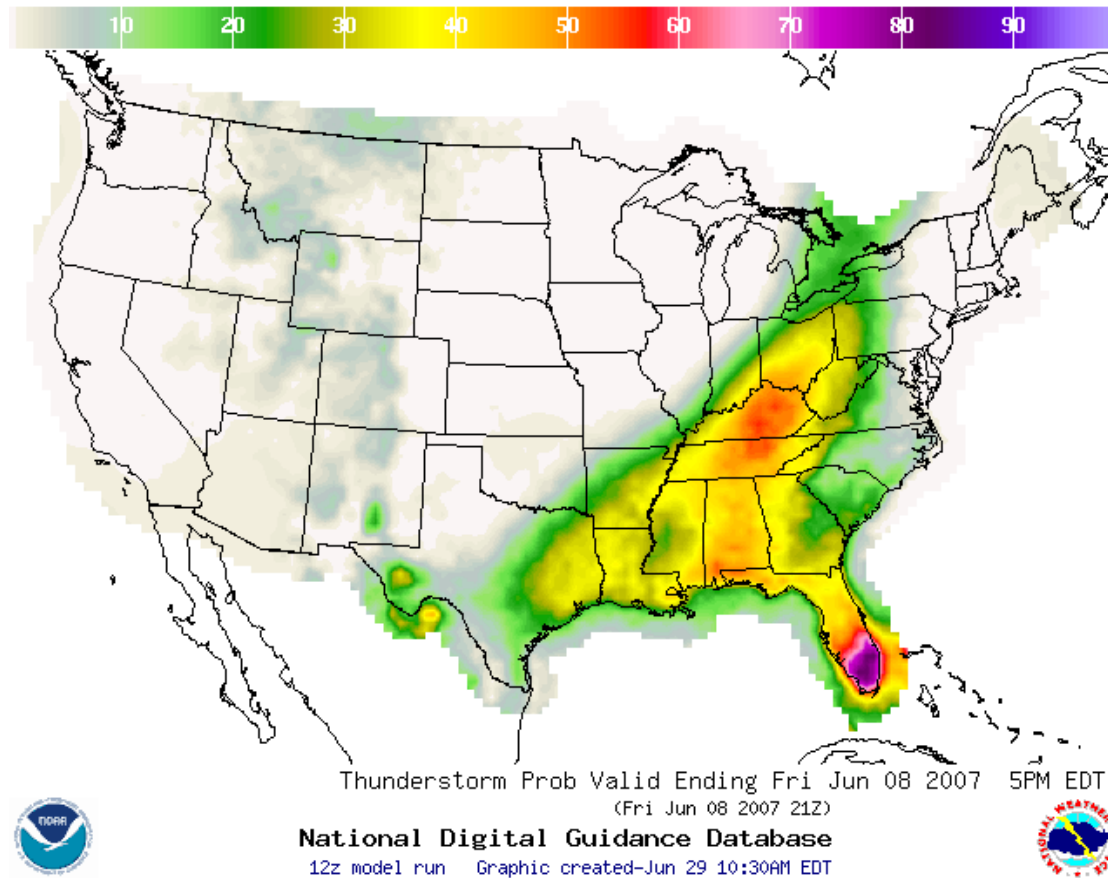 10 20 30 40 50 60 70 80 90
Thunderstorm Prob Valid Ending Fri Jun 08 2007 5PM EDT
(Fri Jun 08 2007 21Z)
National Digital Guidance Database
12z model run Graphic created-Jun 29 10:30AM EDT
NOAA
NATIONAL WEATHER